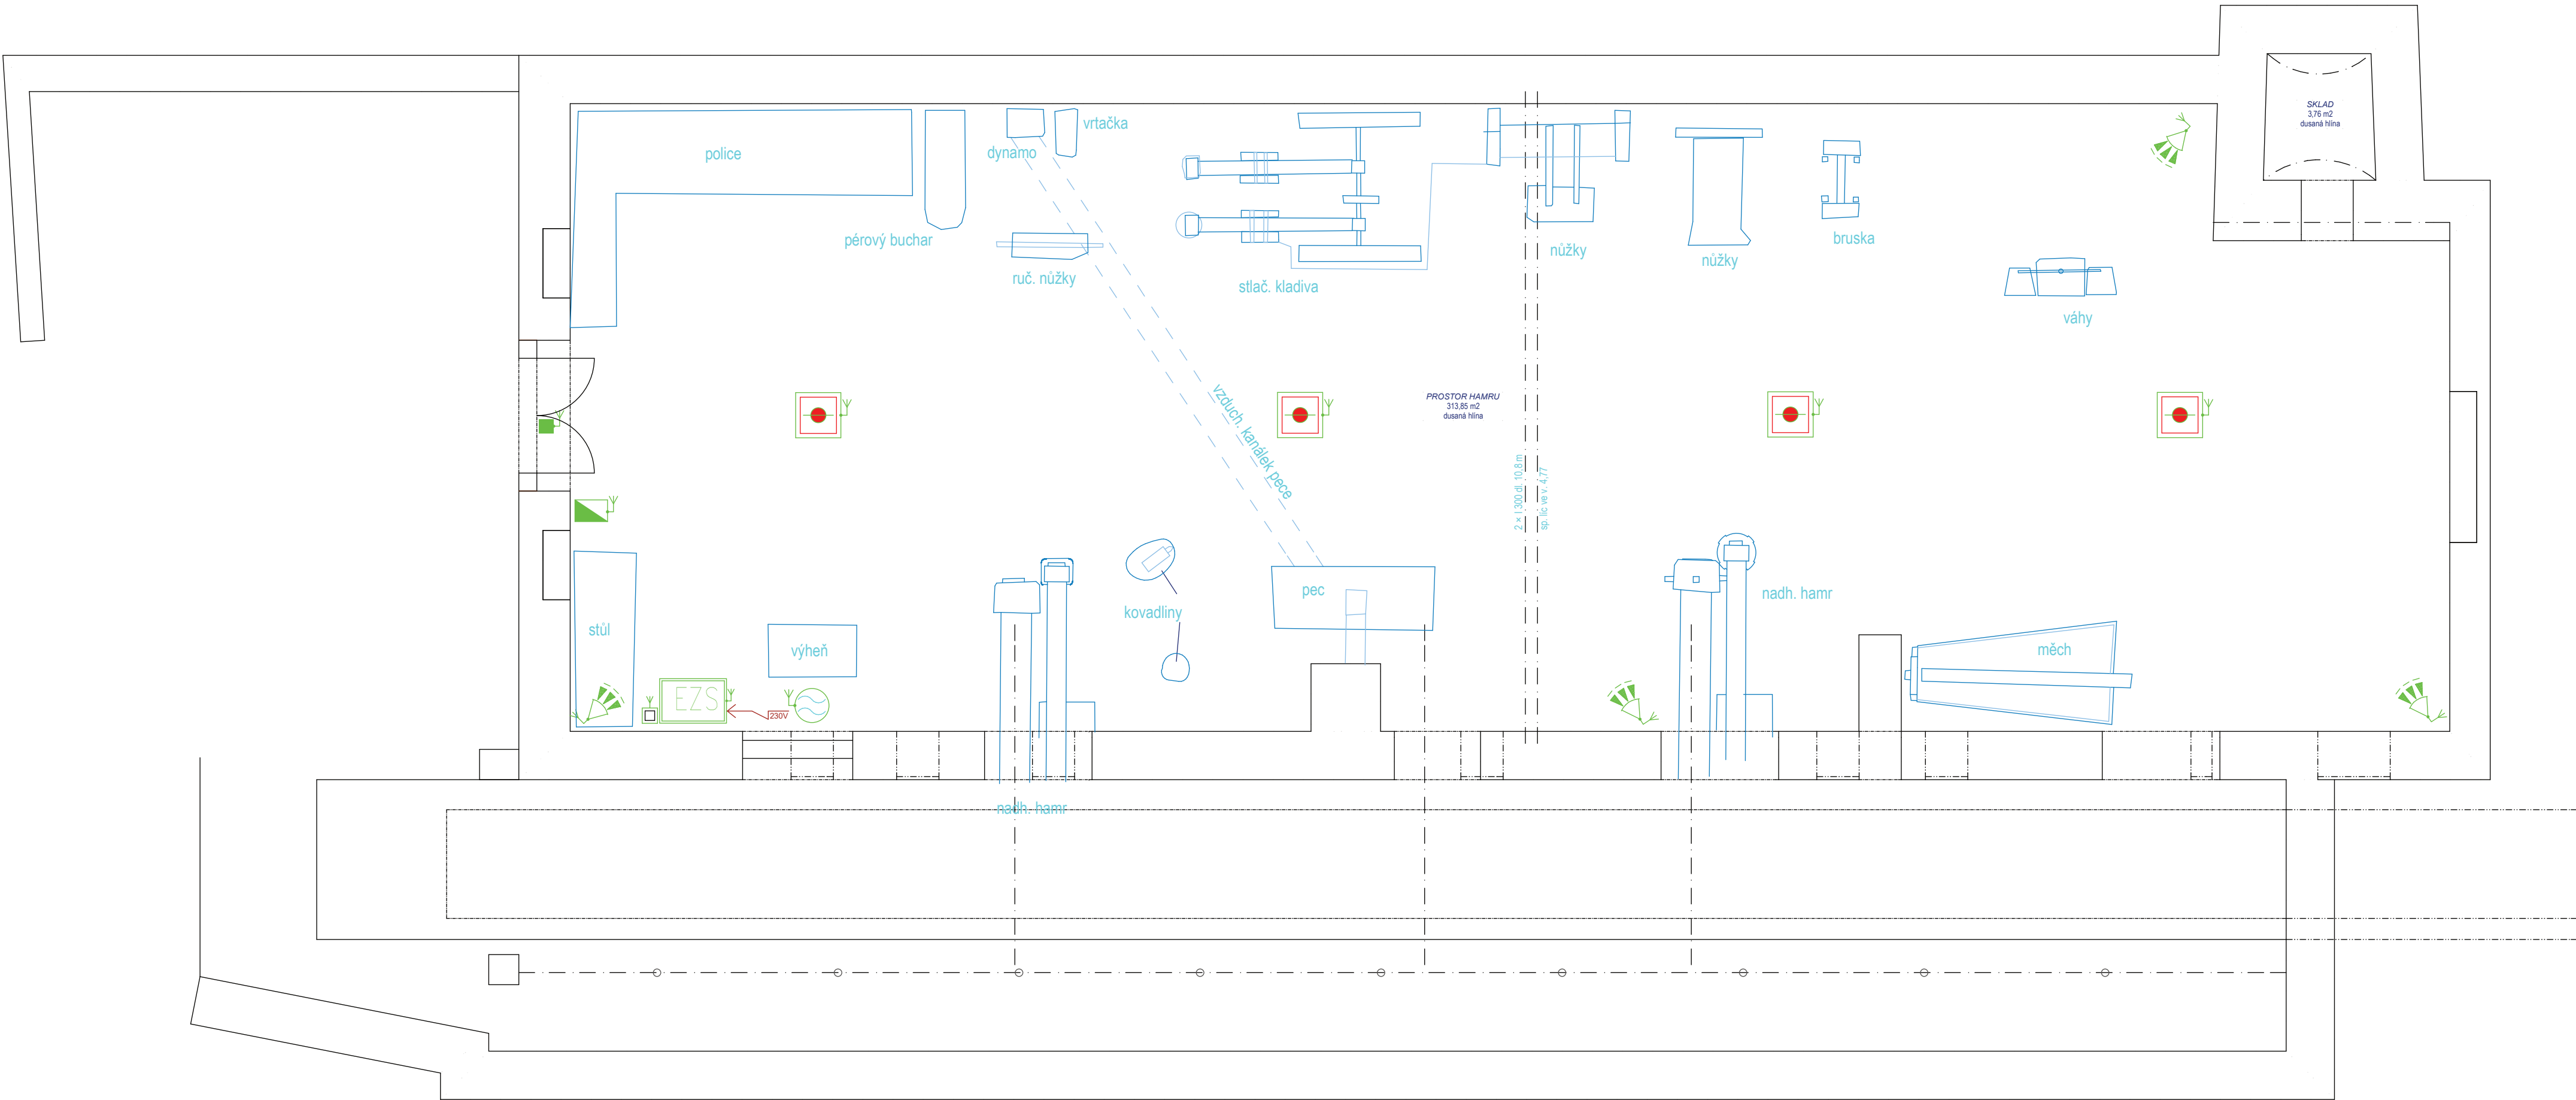 SKLAD
3,76 m2
dusaná hlína
vrtačka
dynamo
police
pérový buchar
ruč. nůžky
stlač. kladiva
nůžky
nůžky
bruska
váhy
vzduch. kanálek pece
PROSTOR HAMRU
313,85 m2
dusaná hlína
2 × I 300 dl. 10,8 m
sp. líc ve v. 4,77
kovadliny
pec
nadh. hamr
stůl
výheň
měch
EZS
230V
nadh. hamr